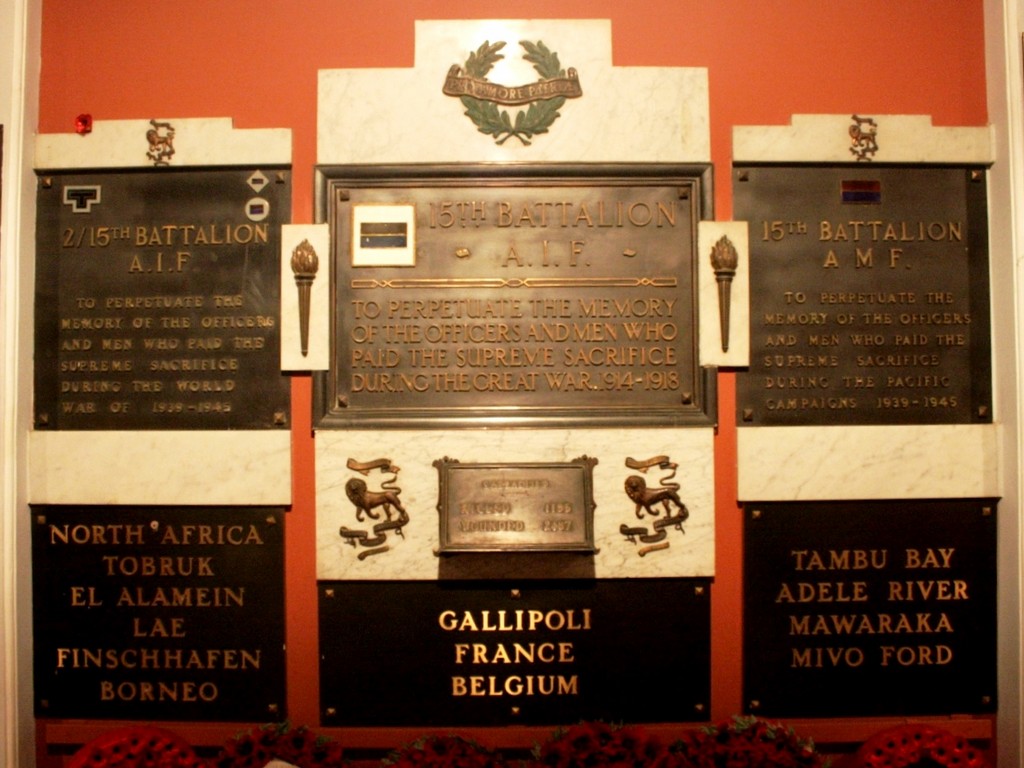 2/15TH BATTALION
A.I.F.
TO PERPETUATE THE
MEMORY OF THE OFFICERS
AND MEN WHO PAID THE
SUPREME SACRIFICE
DURING THE WORLD
WAR OF 1939-1945
NORTH AFRICA
TOBRUK
EL ALAMEIN
LAE
FINSCHHAFEN
BORNEO
15TH BATTALION
A.I.F.
TO PERPETUATE THE MEMORY
OF THE OFFICERS AND MEN WHO
PAID THE SUPREME SACRIFICE
DURING THE GREAT WAR. 1914-1918
CASUALTIES
KILLED
WOUNDED
GALLIPOLI
FRANCE
BELGIUM
15TH BATTALION
A M F.
TO PERPETUATE THE
MEMORY OF THE OFFICERS
AND MEN WHO PAID THE
SUPREME SACRIFICE
DURING THE PACIFIC
CAMPAIGNS 1939-1945
TAMBU BAY
ADELE RIVER
MAWARAKA
MIVO FORD